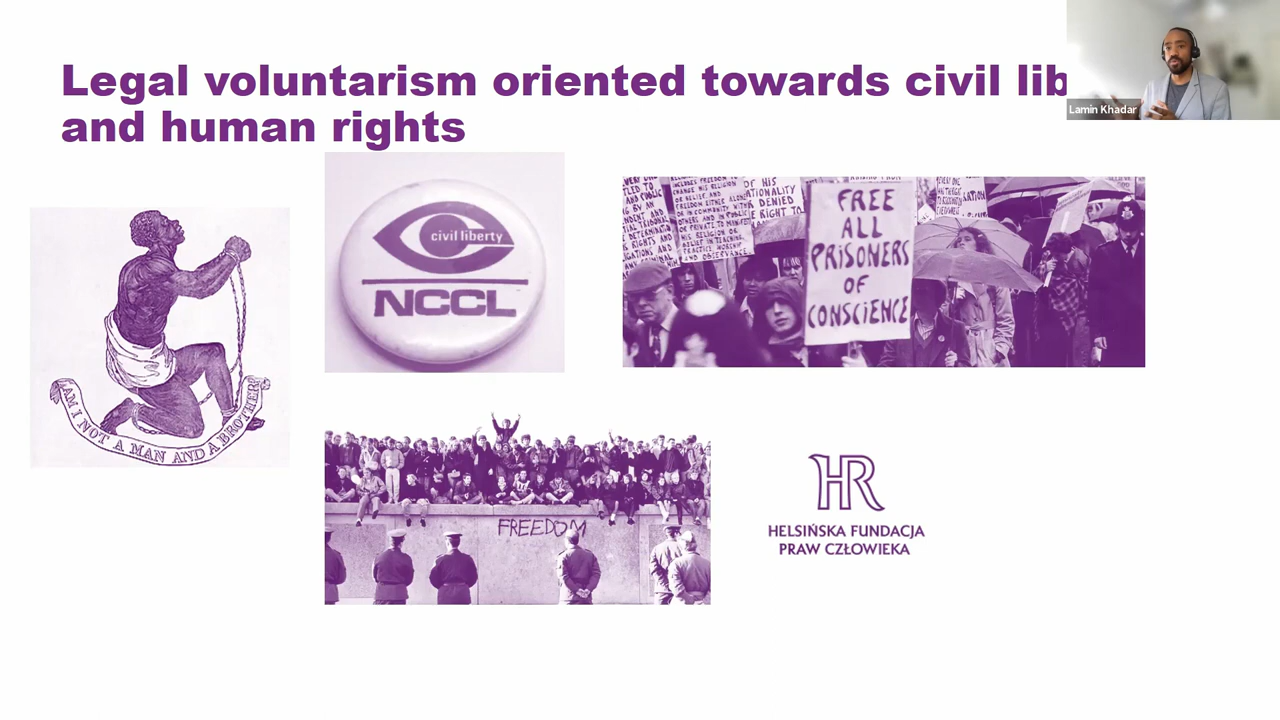 Legal voluntarism oriented towards civil lib
and human rights
Lamin Khadar
civil liberty
NCCL
FREE
ALL
PRISONERS
OF
CONSCIENCE
AM I NOT A MAN AND A BROTHER
FREEDOM
HR
HELSIŃSKA FUNDACJA
PRAW CZŁOWIEKA